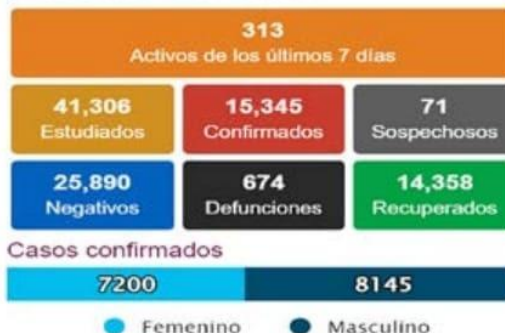 313
Activos de los últimos 7 días
41,306
Estudiados
15,345
Confirmados
71
Sospechosos
25,890
Negativos
674
Defunciones
14,358
Recuperados
Casos confirmados
7200
8145
Femenino
Masculino